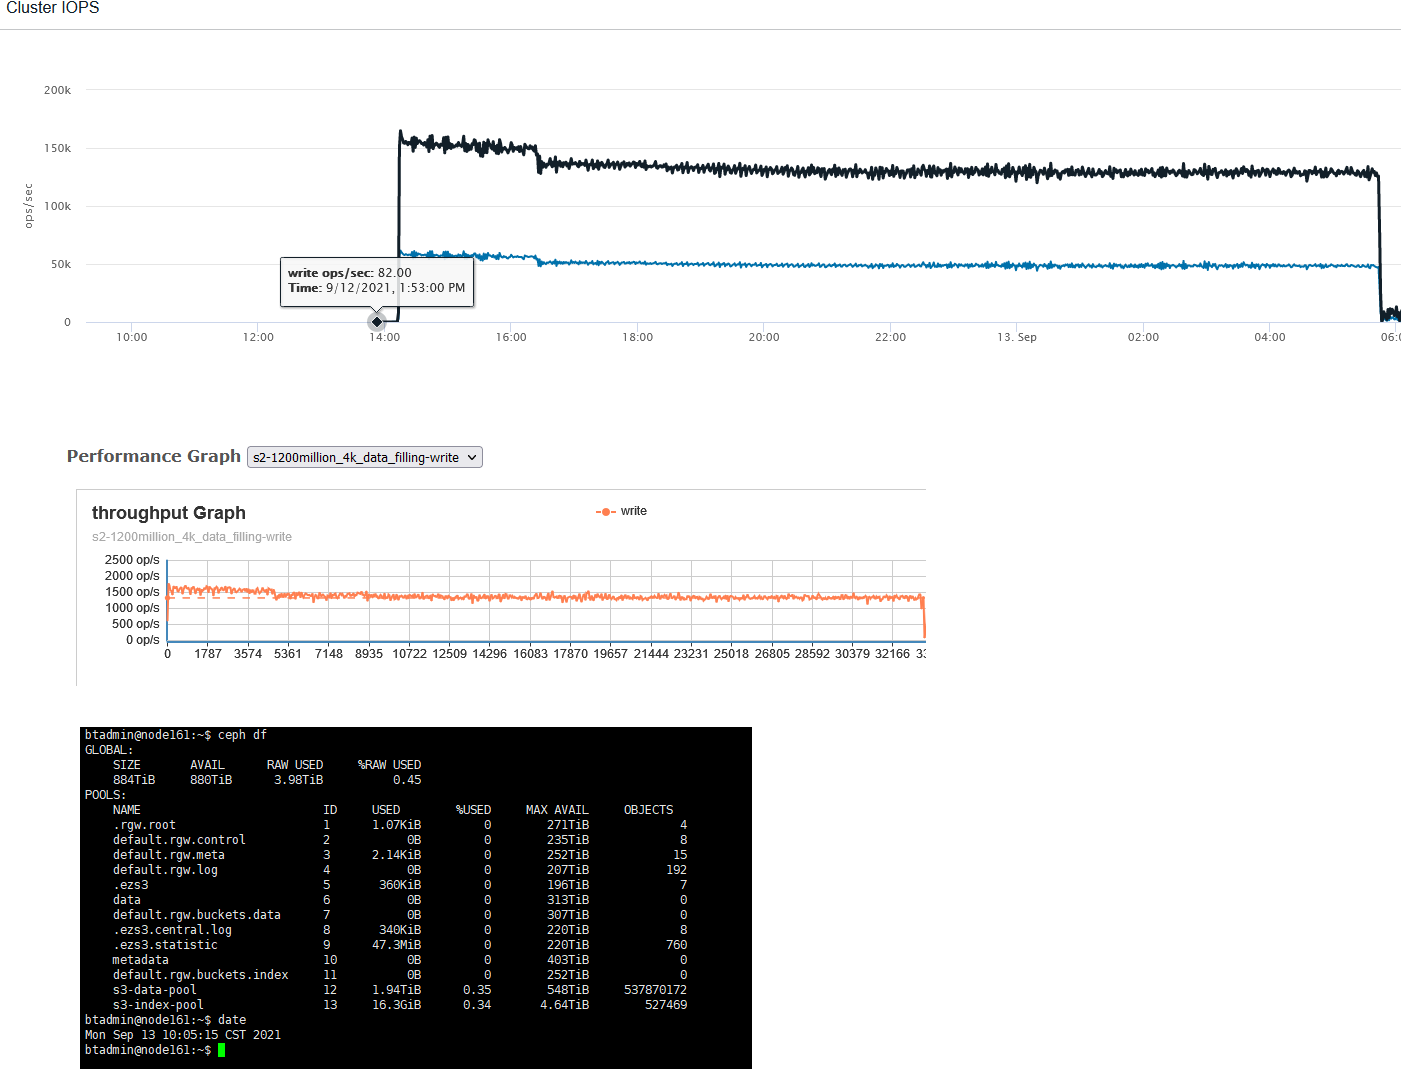 Cluster IOPS
200k
150k
100k
50k
0
ops/sec
write ops/sec: 82.00
Time: 9/12/2021, 1:53:00 PM
10:00 12:00 14:00 16:00 18:00 20:00 22:00 13. Sep 02:00 04:00 06:0
Performance Graph s2-1200million_4k_data_filling-write
throughput Graph
write
s2-1200million_4k_data_filling-write
2500 op/s
2000 op/s
1500 op/s
1000 op/s
500 op/s
0 op/s
0 1787 3574 5361 7148 8935 10722 12509 14296 16083 17870 19657 21444 23231 25018 26805 28592 30379 32166 33
btadmin@node161:~$ ceph df
GLOBAL:
SIZE AVAIL RAW USED %RAW USED
884TiB 880TiB 3.98TiB 0.45
POOLS:
NAME ID USED %USED MAX AVAIL OBJECTS
.rgw.root 1 1.07KiB 0 271TiB 4
default.rgw.control 2 0B 0 235TiB 8
default.rgw.meta 3 2.14KiB 0 252TiB 15
default.rgw.log 4 0B 0 207TiB 192
.ezs3 5 360KiB 0 196TiB 7
data 6 0B 0 313TiB 0
default.rgw.buckets.data 7 0B 0 307TiB 0
.ezs3.central.log 8 340KiB 0 220TiB 8
.ezs3.statistic 9 47.3MiB 0 220TiB 760
metadata 10 0B 0 403TiB 0
default.rgw.buckets.index 11 0B 0 252TiB 0
s3-data-pool 12 1.94TiB 0.35 548TiB 537870172
s3-index-pool 13 16.3GiB 0.34 4.64TiB 527469
btadmin@node161:~$ date
Mon Sep 13 10:05:15 CST 2021
btadmin@node161:~$